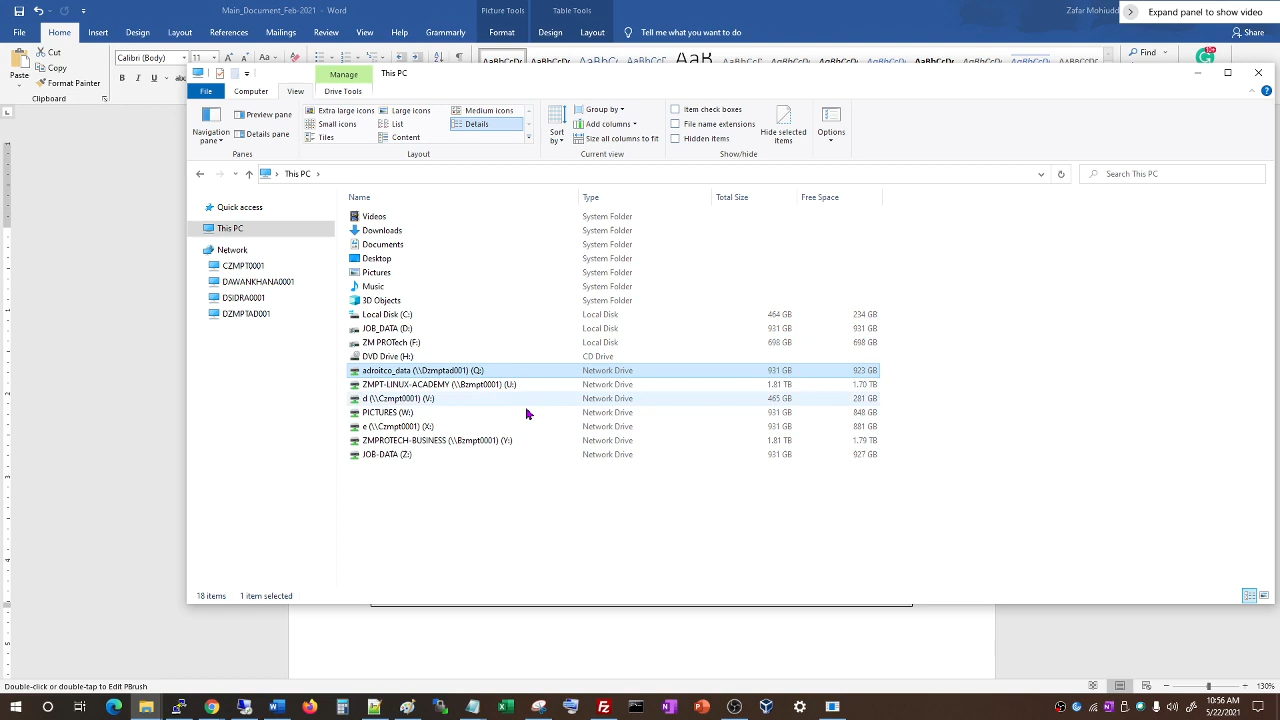 Main_Document_Feb-2021 - Word
Picture Tools
Table Tools
Zafar Mohiudd
Expand panel to show video
File
Home
Insert
Design
Layout
References
Mailings
Review
View
Help
Grammarly
Format
Design
Layout
Tell me what you want to do
Share
Paste
Cut
Copy
Format Painter
Clipboard
Calibri (Body)
11
Find
Manage
This PC
File
Computer
View
Drive Tools
Navigation pane
Preview pane
Details pane
Panes
Extra large icons
Large icons
Medium icons
Small icons
List
Details
Tiles
Content
Layout
Sort by
Group by
Add columns
Size all columns to fit
Current view
Item check boxes
File name extensions
Hidden items
Hide selected items
Show/hide
Options
This PC
Search This PC
Quick access
This PC
Network
CZMPT0001
DAWANKHANA0001
DSIDRA0001
DZMPTAD001
Name Type Total Size Free Space
Videos System Folder
Downloads System Folder
Documents System Folder
Desktop System Folder
Pictures System Folder
Music System Folder
3D Objects System Folder
Local Disk (C:) Local Disk 464 GB 234 GB
JOB_DATA (D:) Local Disk 931 GB 931 GB
ZM PROTech (F:) Local Disk 698 GB 698 GB
DVD Drive (H:) CD Drive
adroitco_data (\\Dzmptad001) (Q:) Network Drive 931 GB 923 GB
ZMPT-LINUX-ACADEMY (\\Bzmpt0001) (U:) Network Drive 1.81 TB 1.70 TB
d (\\Czmpt0001) (V:) Network Drive 465 GB 281 GB
PICTURES (W:) Network Drive 931 GB 848 GB
e (\\Czmpt0001) (X:) Network Drive 931 GB 881 GB
ZMPROTECH-BUSINESS (\\Bzmpt0001) (Y:) Network Drive 1.81 TB 1.79 TB
JOB-DATA (Z:) Network Drive 931 GB 927 GB
18 items
1 item selected
Double-click or double-tap to Edit PBrush
130%
10:56 AM
5/22/2021